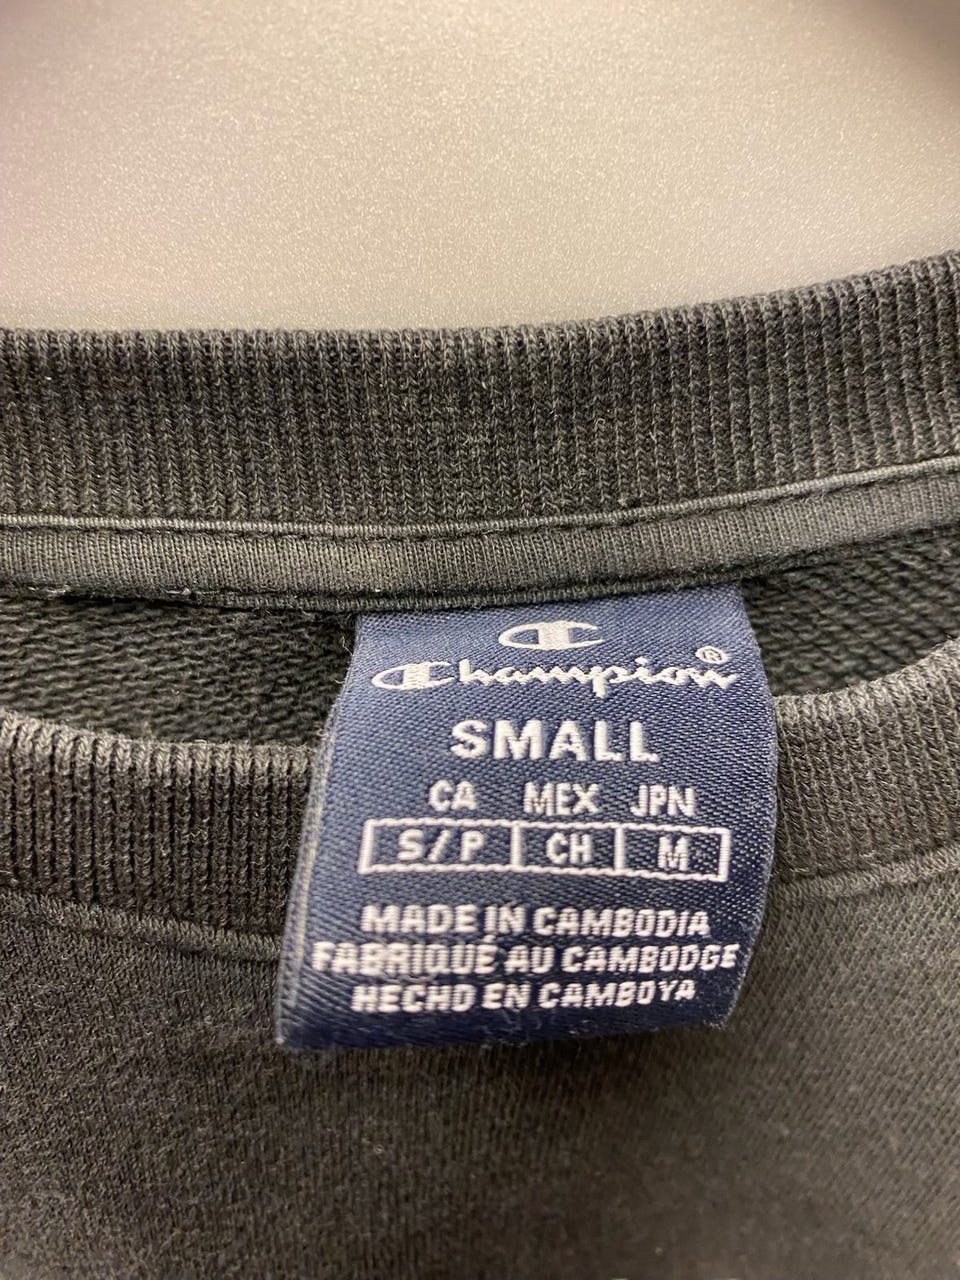 Champion®
SMALL
CA MEX JPN
S/P CH M
MADE IN CAMBODIA
FABRIQUÉ AU CAMBODGE
HECHO EN CAMBOYA